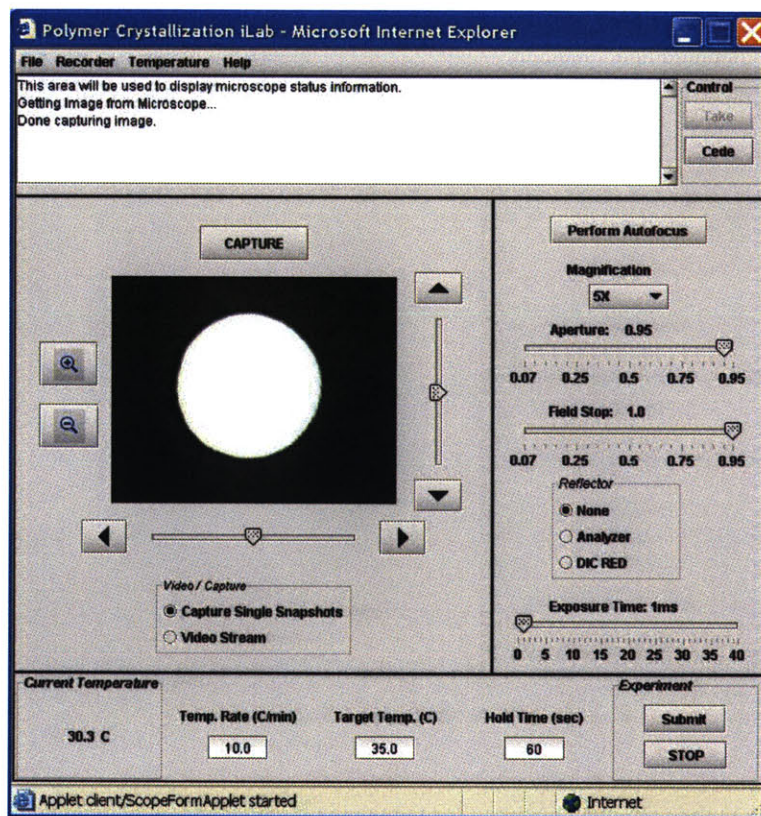 Polymer Crystallization iLab - Microsoft Internet Explorer
File Recorder Temperature Help
This area will be used to display microscope status information.
Getting Image from Microscope...
Done capturing image.
Control
Take
Cede
CAPTURE
Perform Autofocus
Magnification
5X
Aperture: 0.95
0.07 0.25 0.5 0.75 0.95
Field Stop: 1.0
0.07 0.25 0.5 0.75 0.95
Reflector
None
Analyzer
DIC RED
Video / Capture
Capture Single Snapshots
Video Stream
Exposure Time: 1ms
0 5 10 15 20 25 30 35 40
Current Temperature
30.3 C
Temp. Rate (C/min) Target Temp. (C) Hold Time (sec)
10.0 35.0 60
Experiment
Submit
STOP
Applet client/ScopeFormApplet started
Internet